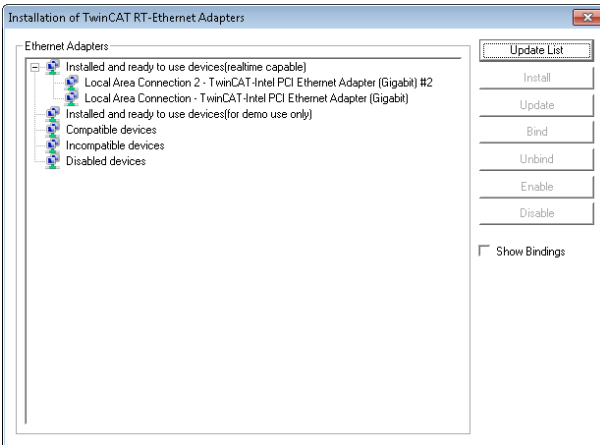 Installation of TwinCAT RT-Ethernet Adapters
Ethernet Adapters
Installed and ready to use devices(realtime capable)
Local Area Connection 2 - TwinCAT-Intel PCI Ethernet Adapter (Gigabit) #2
Local Area Connection - TwinCAT-Intel PCI Ethernet Adapter (Gigabit)
Installed and ready to use devices(for demo use only)
Compatible devices
Incompatible devices
Disabled devices
Update List
Install
Update
Bind
Unbind
Enable
Disable
Show Bindings